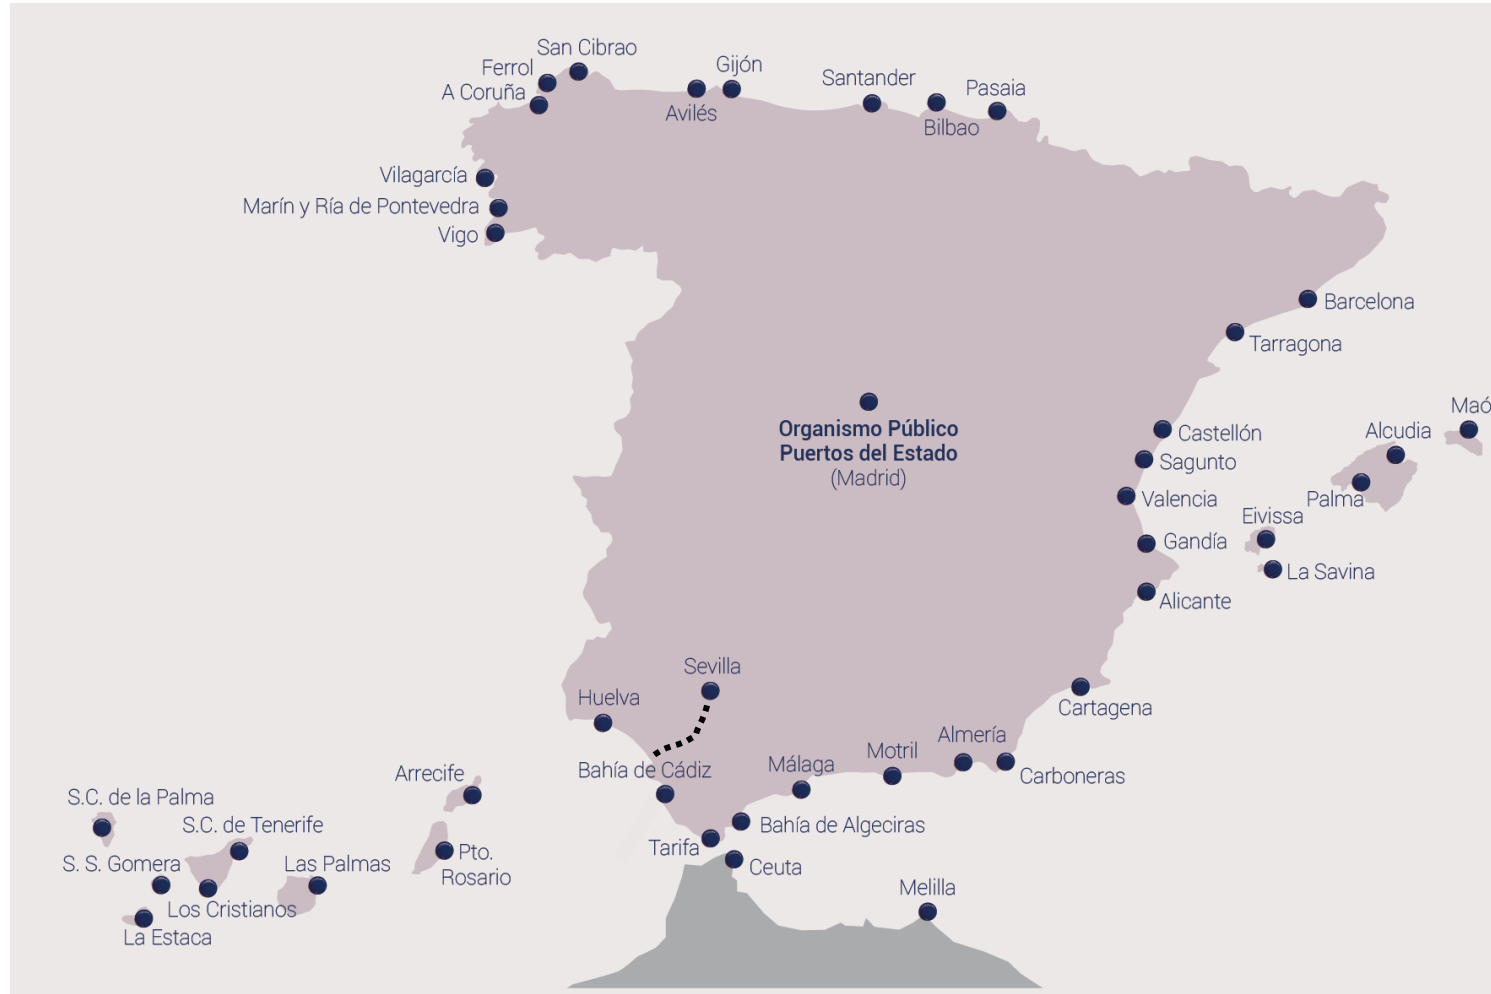 San Cibrao
Ferrol
A Coruña
Gijón
Avilés
Santander
Bilbao
Pasaia
Vilagarcía
Marín y Ría de Pontevedra
Vigo
Barcelona
Tarragona
Organismo Público
Puertos del Estado
(Madrid)
Castellón
Sagunto
Valencia
Gandía
Alicante
Maó
Alcudia
Palma
Eivissa
La Savina
Sevilla
Huelva
Bahía de Cádiz
Cartagena
Almería
Motril
Málaga
Carboneras
Bahía de Algeciras
Tarifa
Ceuta
Melilla
Arrecife
S.C. de la Palma
S.C. de Tenerife
S. S. Gomera
Las Palmas
Pto.
Rosario
Los Cristianos
La Estaca